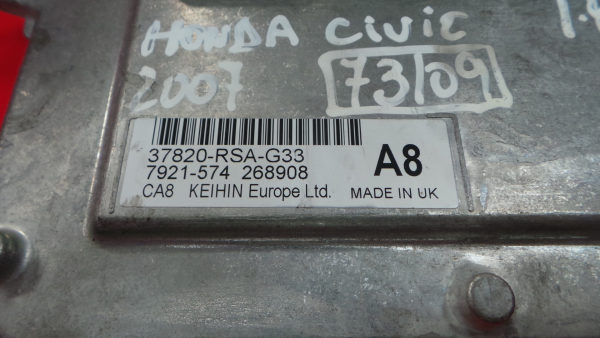 HONDA CIVIC
2007 73/09
37820-RSA-G33
7921-574 268908
CA8 KEIHIN Europe Ltd.
A8
MADE IN UK